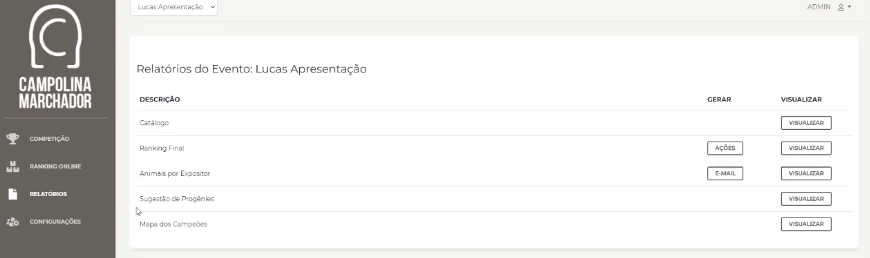 Lucas Apresentação
ADMIN
CAMPOLINA
MARCHADOR
COMPETIÇÃO
RANKING ONLINE
RELATÓRIOS
CONFIGURAÇÕES
Relatórios do Evento: Lucas Apresentação
DESCRIÇÃO GERAR VISUALIZAR
Catálogo VISUALIZAR
Ranking Final AÇÕES VISUALIZAR
Animais por Expositor E-MAIL VISUALIZAR
Sugestão de Progênies VISUALIZAR
Mapa dos Campeões VISUALIZAR